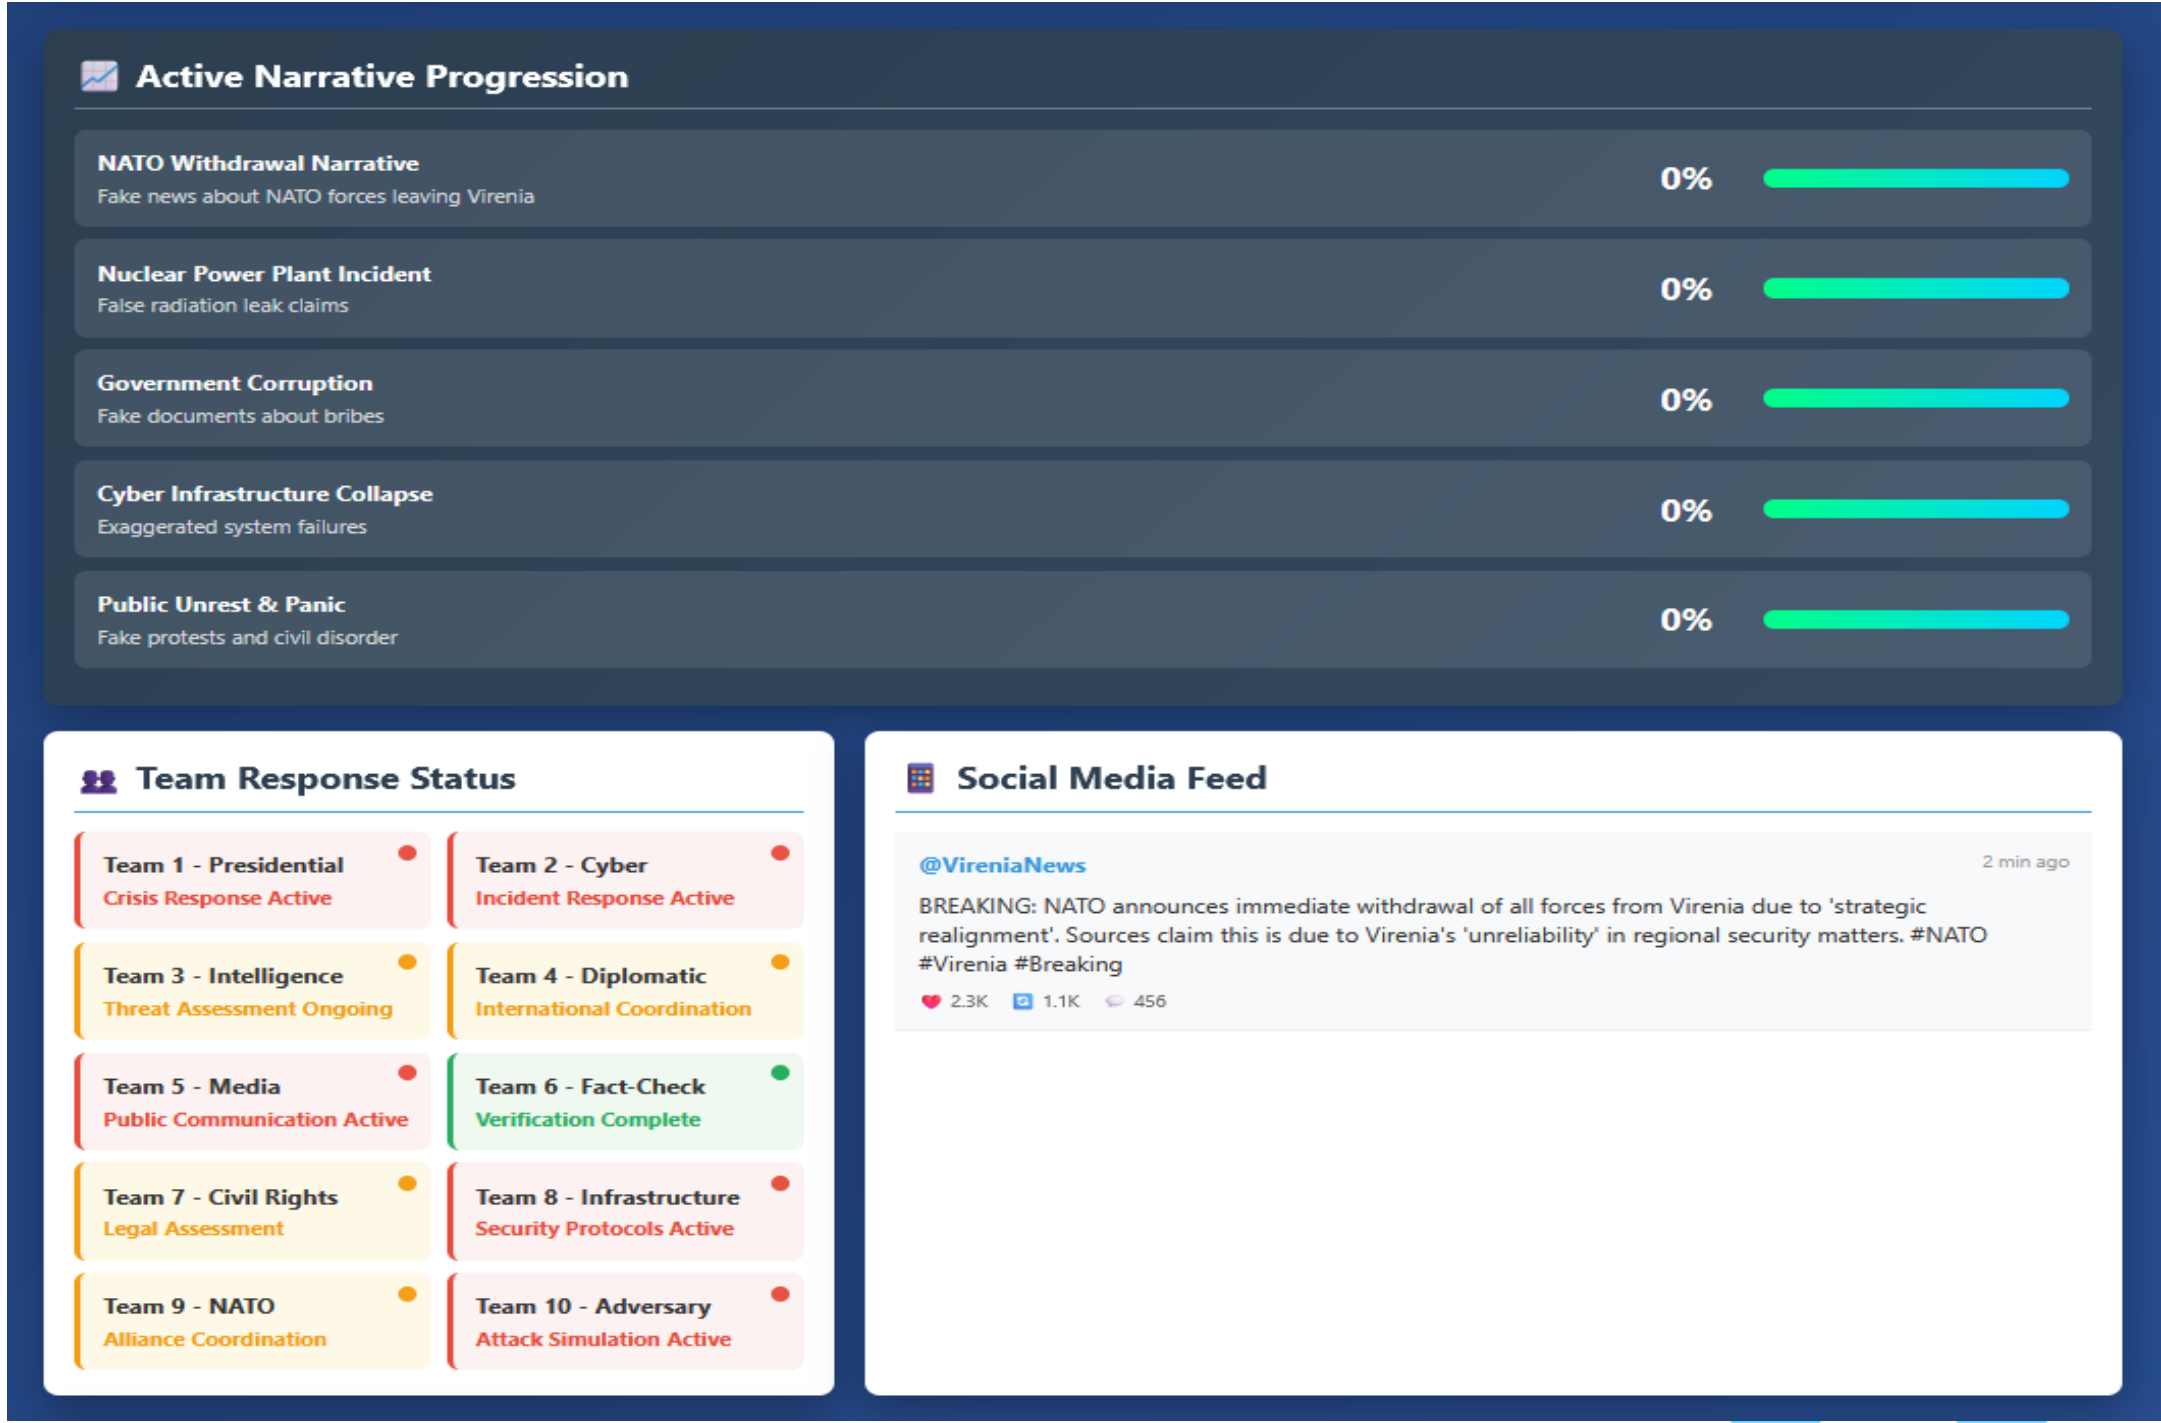 Active Narrative Progression
NATO Withdrawal Narrative
Fake news about NATO forces leaving Virenia
0%
Nuclear Power Plant Incident
False radiation leak claims
0%
Government Corruption
Fake documents about bribes
0%
Cyber Infrastructure Collapse
Exaggerated system failures
0%
Public Unrest & Panic
Fake protests and civil disorder
0%
Team Response Status
Team 1 - Presidential
Crisis Response Active
Team 2 - Cyber
Incident Response Active
Team 3 - Intelligence
Threat Assessment Ongoing
Team 4 - Diplomatic
International Coordination
Team 5 - Media
Public Communication Active
Team 6 - Fact-Check
Verification Complete
Team 7 - Civil Rights
Legal Assessment
Team 8 - Infrastructure
Security Protocols Active
Team 9 - NATO
Alliance Coordination
Team 10 - Adversary
Attack Simulation Active
Social Media Feed
@VireniaNews
2 min ago
BREAKING: NATO announces immediate withdrawal of all forces from Virenia due to 'strategic
realignment'. Sources claim this is due to Virenia's 'unreliability' in regional security matters. #NATO
#Virenia #Breaking
2.3K 1.1K 456